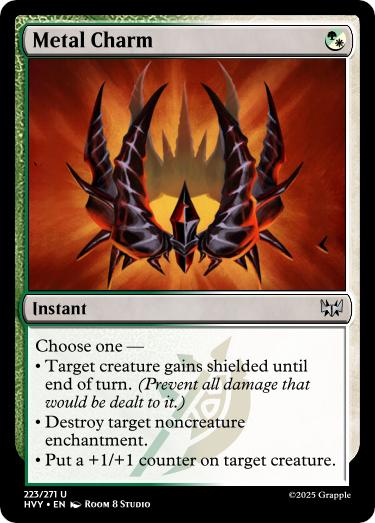 Metal Charm
Instant
Choose one —
• Target creature gains shielded until
end of turn. (Prevent all damage that
would be dealt to it.)
• Destroy target noncreature
enchantment.
• Put a +1/+1 counter on target creature.
223/271 U
HVY • EN Room 8 Studio
©2025 Grapple